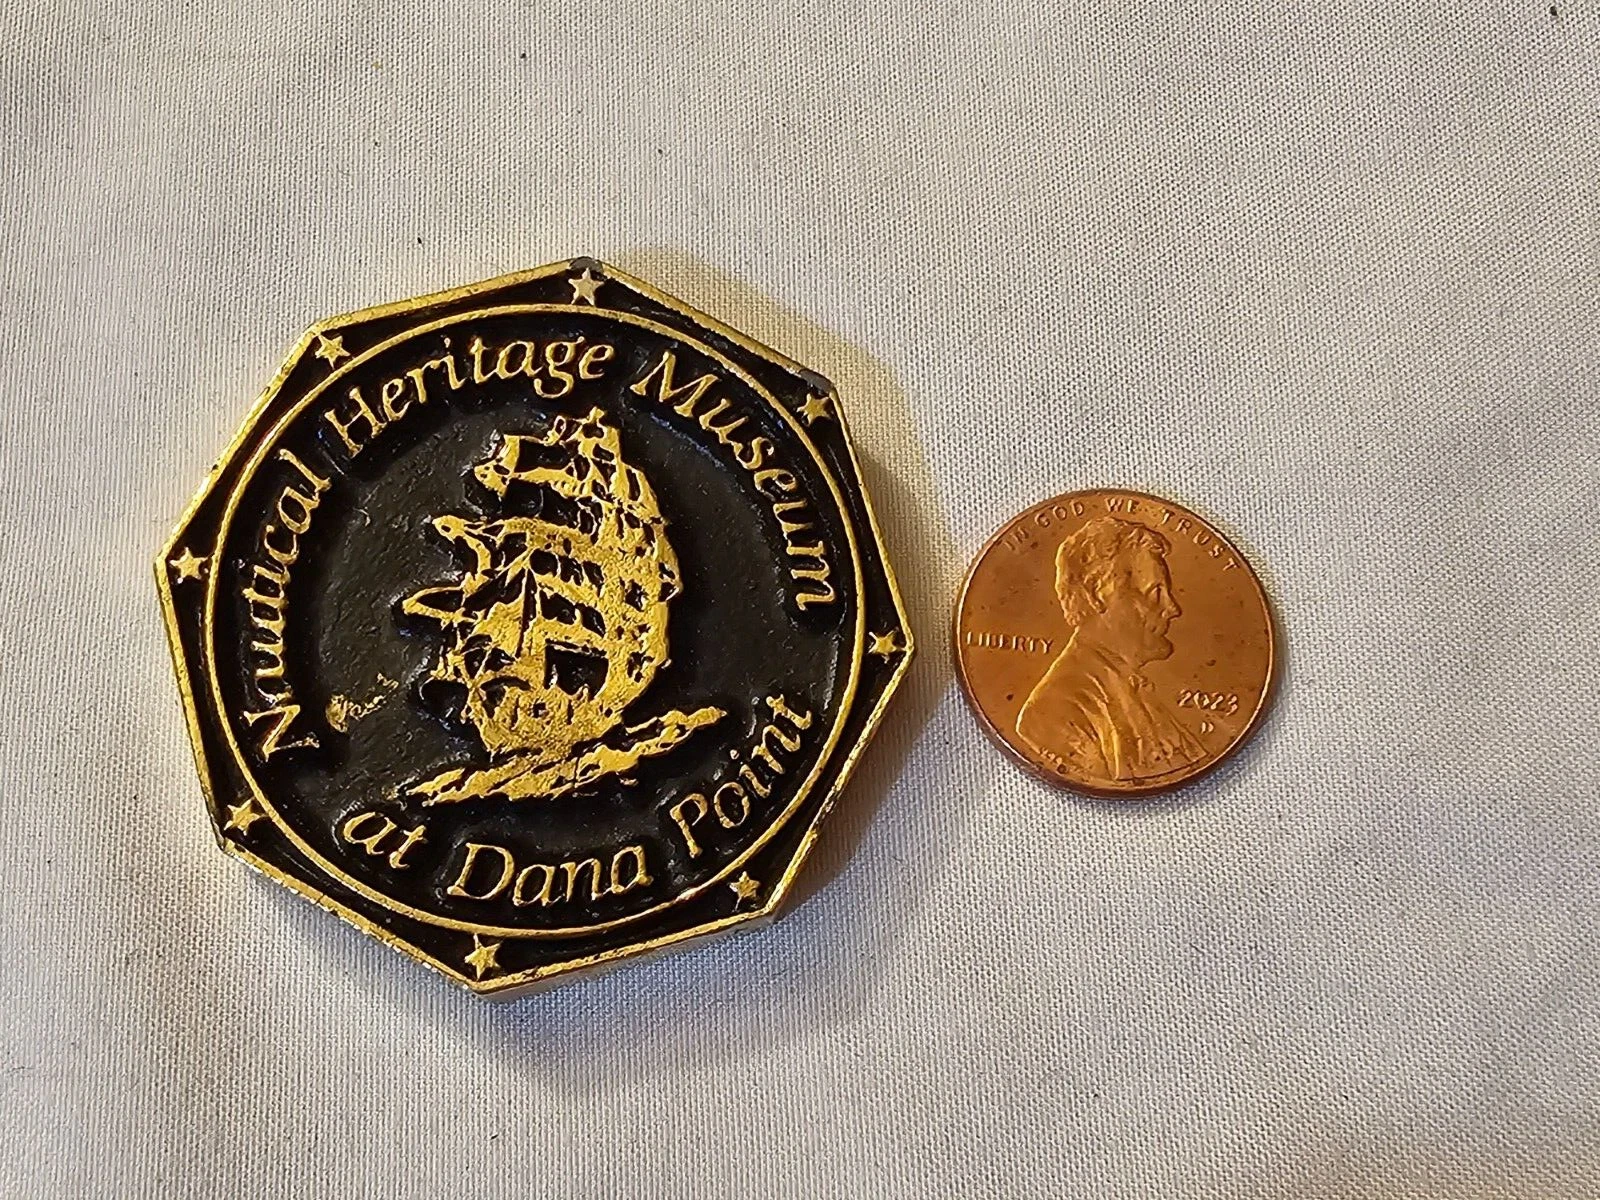 Nautical Heritage Museum
at Dana Point
IN GOD WE TRUST
LIBERTY
2023
D